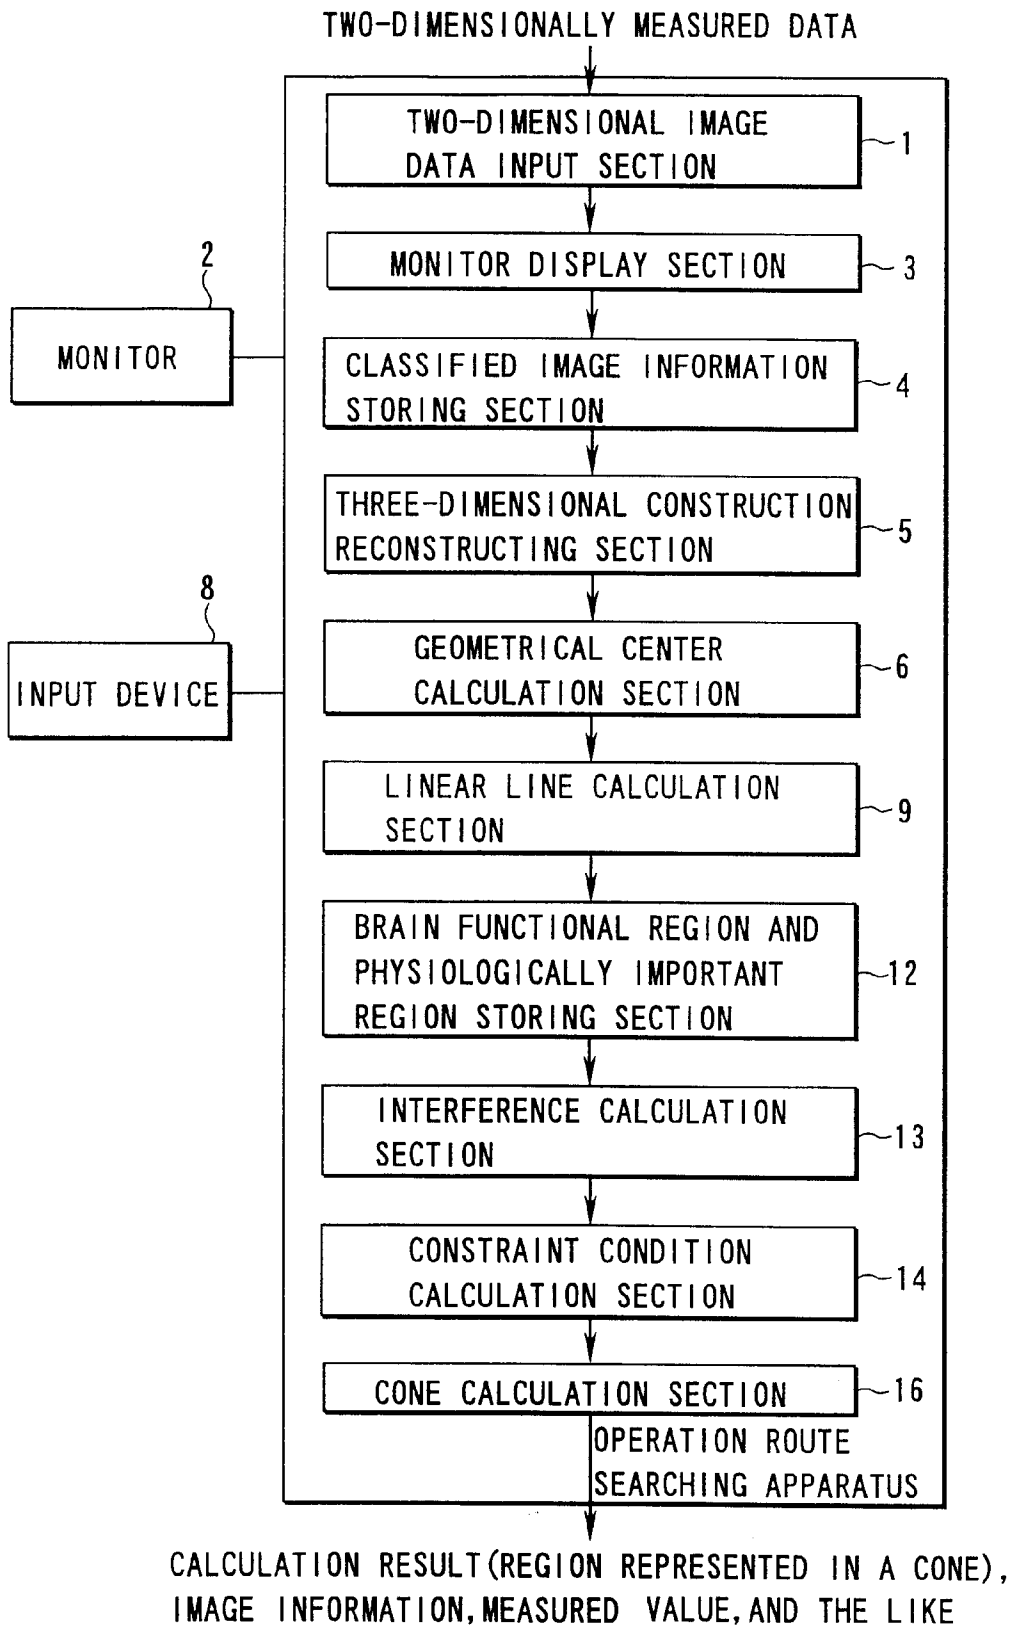 TWO-DIMENSIONALLY MEASURED DATA
TWO-DIMENSIONAL IMAGE
DATA INPUT SECTION
1
MONITOR DISPLAY SECTION
3
2
MONITOR
CLASSIFIED IMAGE INFORMATION
STORING SECTION
4
THREE-DIMENSIONAL CONSTRUCTION
RECONSTRUCTING SECTION
5
8
INPUT DEVICE
GEOMETRICAL CENTER
CALCULATION SECTION
6
LINEAR LINE CALCULATION
SECTION
9
BRAIN FUNCTIONAL REGION AND
PHYSIOLOGICALLY IMPORTANT
REGION STORING SECTION
12
INTERFERENCE CALCULATION
SECTION
13
CONSTRAINT CONDITION
CALCULATION SECTION
14
CONE CALCULATION SECTION
16
OPERATION ROUTE
SEARCHING APPARATUS
CALCULATION RESULT(REGION REPRESENTED IN A CONE),
IMAGE INFORMATION,MEASURED VALUE,AND THE LIKE